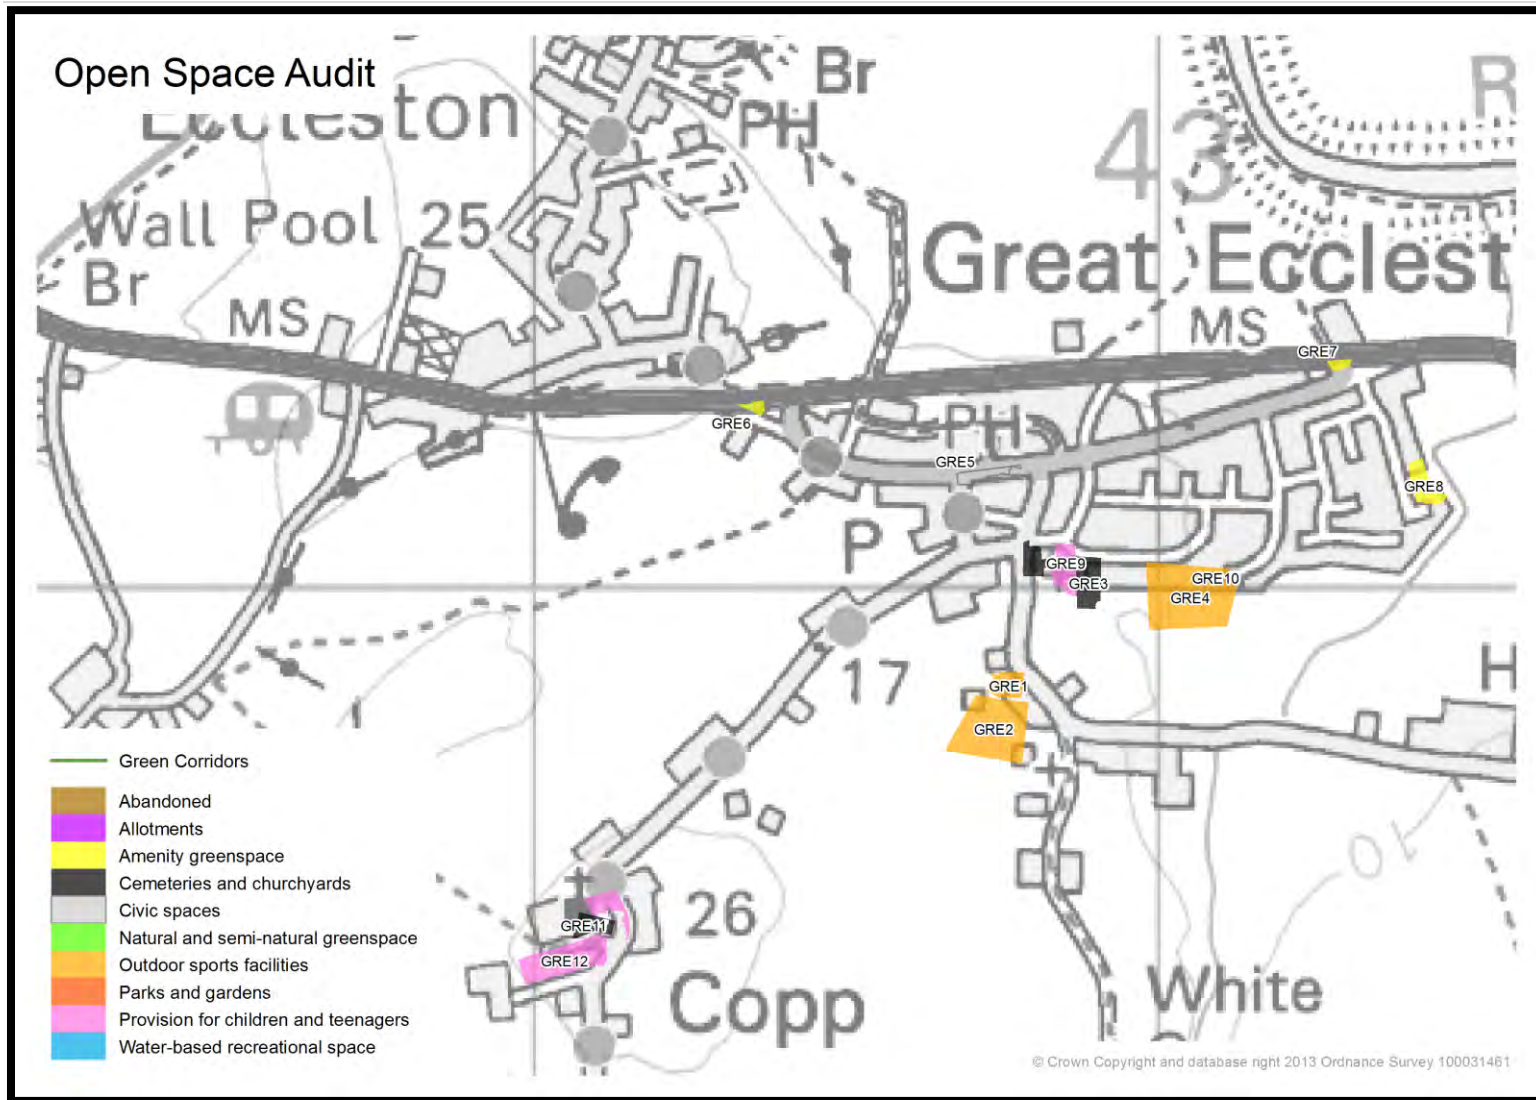 Open Space Audit
Eccleston
Br
PH
R
43
Wall Pool 25
Great Ecclest
Br
MS
MS
GRE7
GRE6
PH
GRE5
GRE8
P
GRE9
GRE3
GRE10
GRE4
17
H
GRE1
GRE2
Green Corridors
Abandoned
Allotments
Amenity greenspace
Cemeteries and churchyards
Civic spaces
Natural and semi-natural greenspace
Outdoor sports facilities
Parks and gardens
Provision for children and teenagers
Water-based recreational space
10
26
GRE11
GRE12
Copp
White
© Crown Copyright and database right 2013 Ordnance Survey 100031461